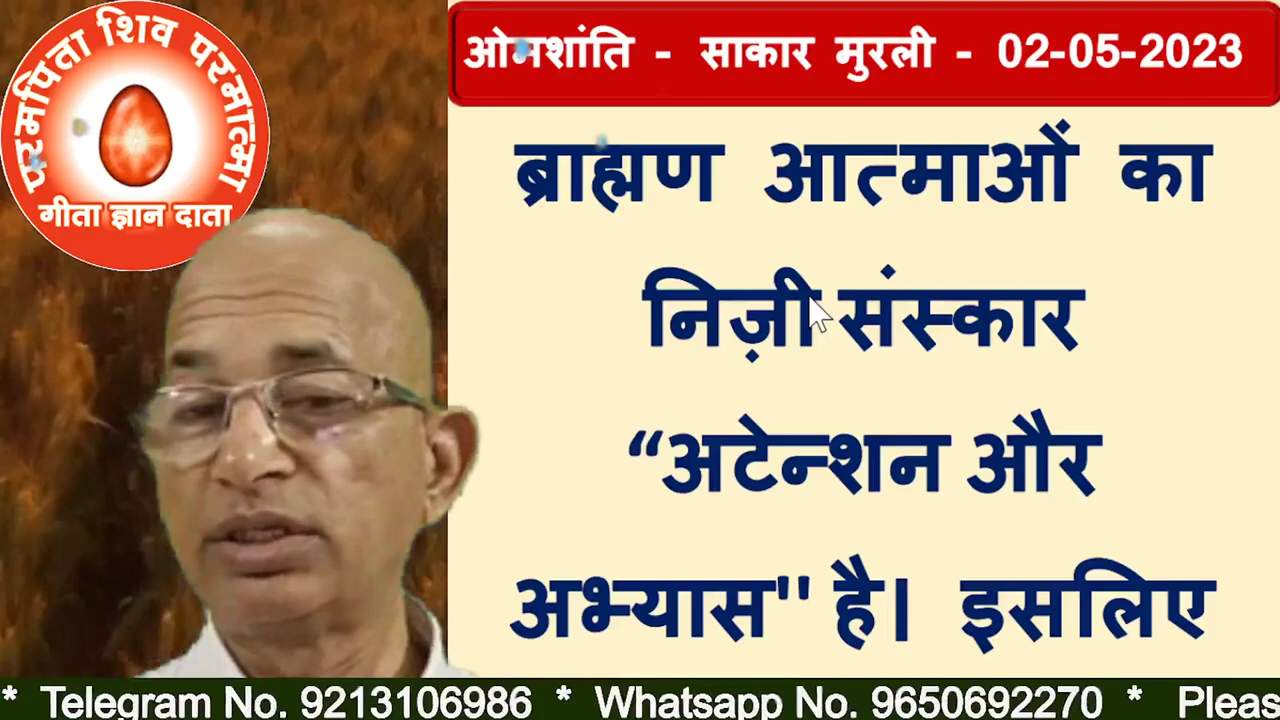 परमपिता शिव परमात्मा
गीता ज्ञान दाता
ओमशांति - साकार मुरली - 02-05-2023
ब्राह्मण आत्माओं का
निज़ी संस्कार
“अटेन्शन और
अभ्यास'' है। इसलिए
* Telegram No. 9213106986 * Whatsapp No. 9650692270 * Pleas